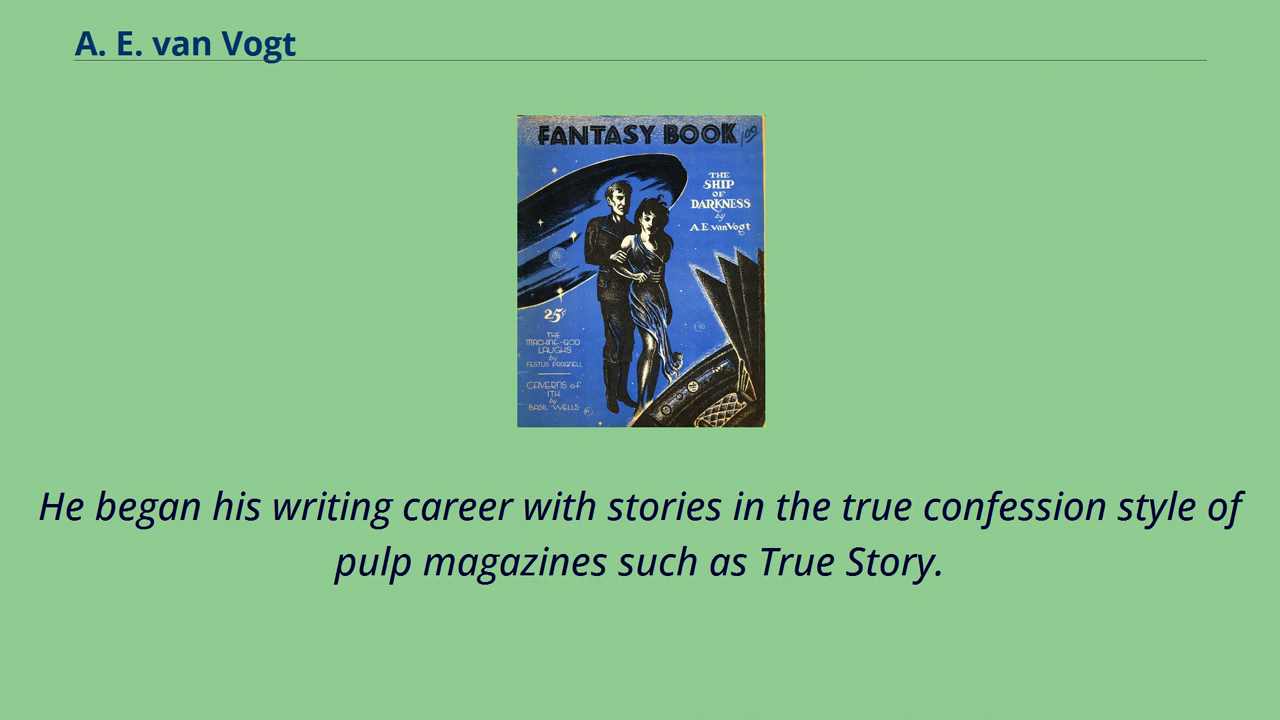 A. E. van Vogt
FANTASY BOOK
100
THE
SHIP
OF
DARKNESS
by
A.E. van Vogt
25¢
THE
MACHINE-GOD
LAUGHS
by
FESTUS PRAGNELL
CAVERNS of
ITH
by
BASIL WELLS
He began his writing career with stories in the true confession style of
pulp magazines such as True Story.